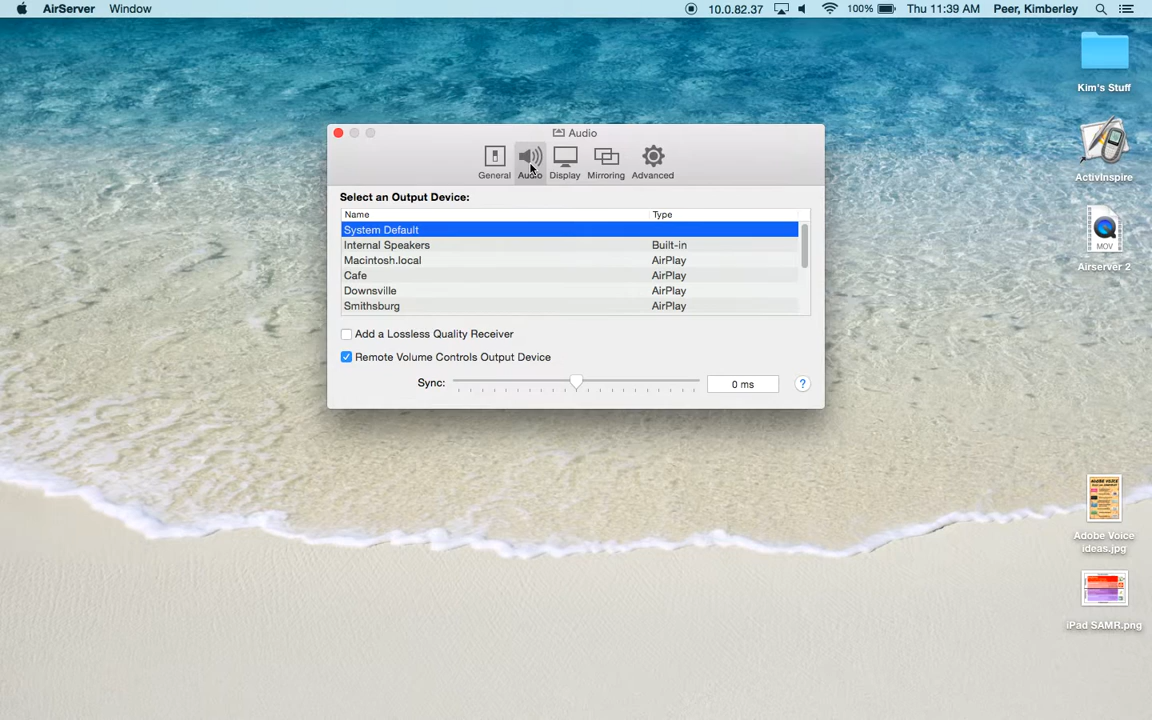 AirServer Window 10.0.82.37 100% Thu 11:39 AM Peer, Kimberley
Kim's Stuff
ActivInspire
MOV
Airserver 2
Adobe Voice
ideas.jpg
iPad SAMR.png
Audio
General Audio Display Mirroring Advanced
Select an Output Device:
Name Type
System Default
Internal Speakers Built-in
Macintosh.local AirPlay
Cafe AirPlay
Downsville AirPlay
Smithsburg AirPlay
Add a Lossless Quality Receiver
Remote Volume Controls Output Device
Sync: 0 ms ?